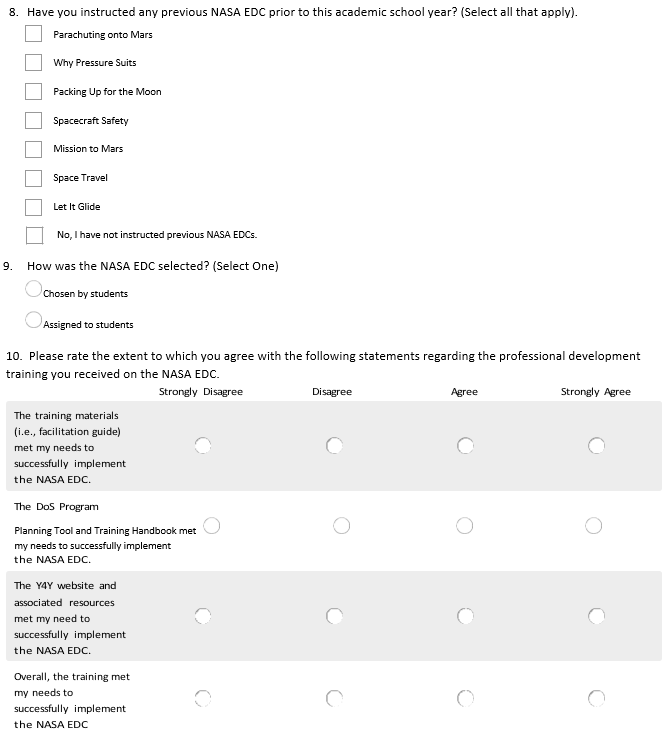 8. Have you instructed any previous NASA EDC prior to this academic school year? (Select all that apply).
Parachuting onto Mars
Why Pressure Suits
Packing Up for the Moon
Spacecraft Safety
Mission to Mars
Space Travel
Let It Glide
No, I have not instructed previous NASA EDCs.
9. How was the NASA EDC selected? (Select One)
Chosen by students
Assigned to students
10. Please rate the extent to which you agree with the following statements regarding the professional development
training you received on the NASA EDC.
Strongly Disagree Disagree Agree Strongly Agree
The training materials
(i.e., facilitation guide)
met my needs to
successfully implement
the NASA EDC.
The DoS Program
Planning Tool and Training Handbook met
my needs to successfully implement
the NASA EDC.
The Y4Y website and
associated resources
met my need to
successfully implement
the NASA EDC.
Overall, the training met
my needs to
successfully implement
the NASA EDC